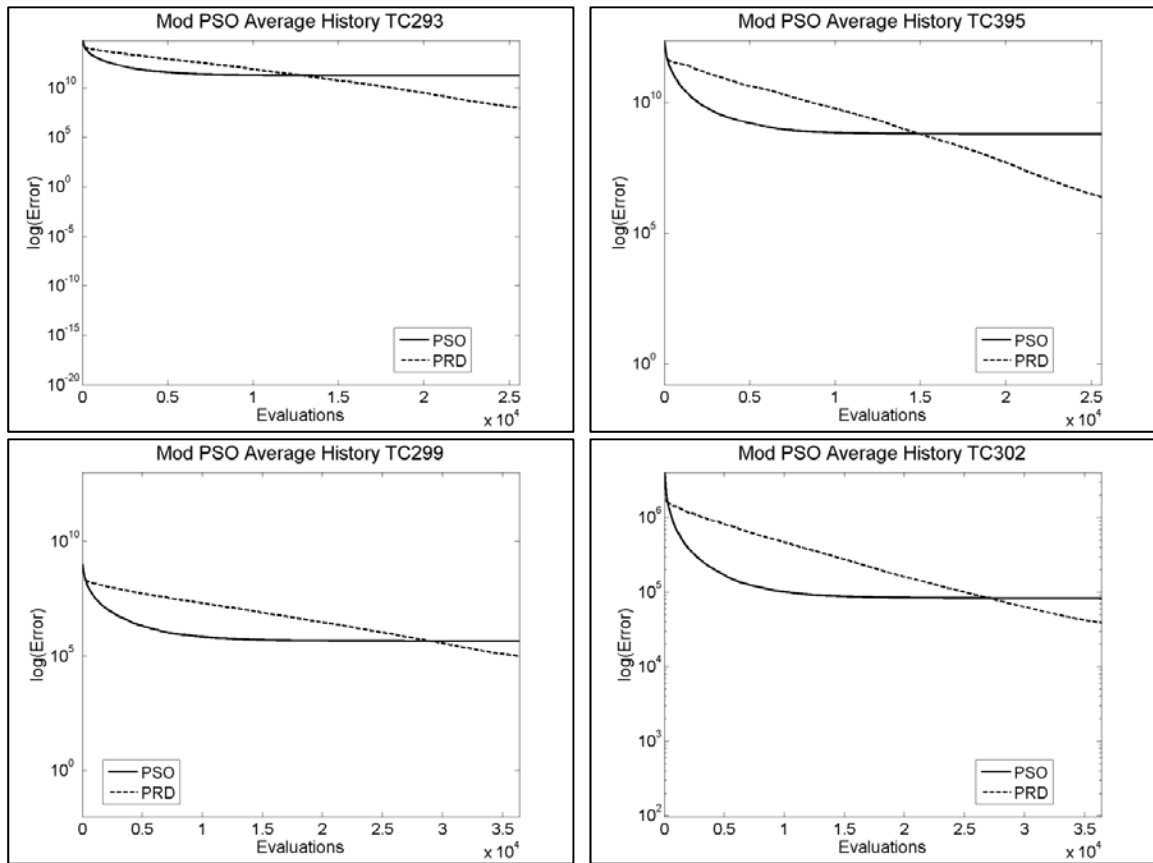 Mod PSO Average History TC293
10^10
10^5
10^0
10^-5
10^-10
10^-15
10^-20
log(Error)
PSO
PRD
0 0.5 1 1.5 2 2.5
Evaluations
x 10^4
Mod PSO Average History TC395
10^10
10^5
10^0
log(Error)
PSO
PRD
0 0.5 1 1.5 2 2.5
Evaluations
x 10^4
Mod PSO Average History TC299
10^10
10^5
10^0
log(Error)
PSO
PRD
0 0.5 1 1.5 2 2.5 3 3.5
Evaluations
x 10^4
Mod PSO Average History TC302
10^6
10^5
10^4
10^3
10^2
log(Error)
PSO
PRD
0 0.5 1 1.5 2 2.5 3 3.5
Evaluations
x 10^4